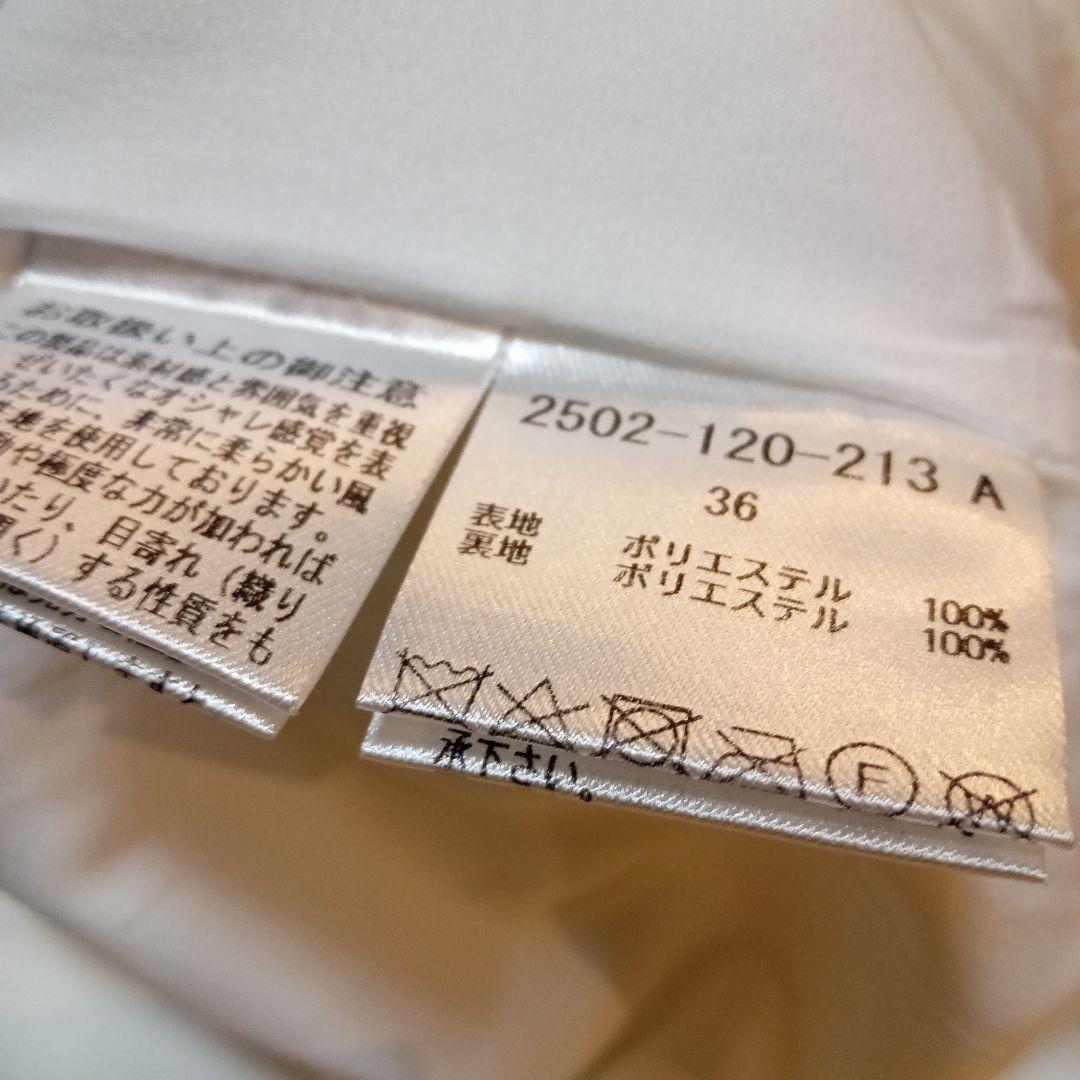 お取扱い上の御注意
この製品は素材感と雰囲気を重視
ぜいたくなオシャレ感覚を表
るために、非常に柔らかい風
生地を使用しております。
や極度な力が加われば
いたり、目寄れ（織り
開く）する性質をも
2502-120-213 A
36
表地 ポリエステル 100%
裏地 ポリエステル 100%
承下さい。
F
W